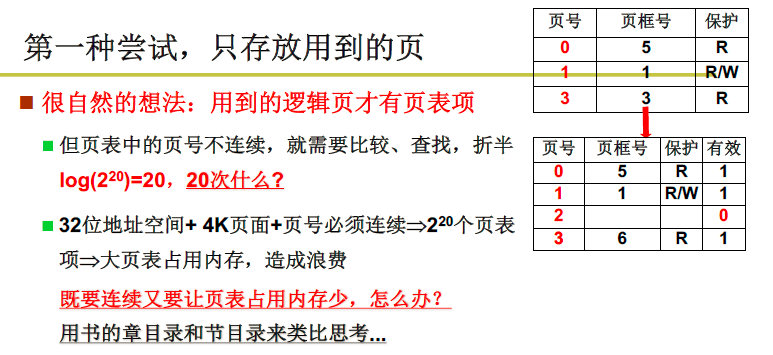 第一种尝试，只存放用到的页
很自然的想法：用到的逻辑页才有页表项
但页表中的页号不连续，就需要比较、查找，折半
log(2²⁰)=20，20次什么?
32位地址空间+ 4K页面+页号必须连续⇒2²⁰个页表
项⇒大页表占用内存，造成浪费
既要连续又要让页表占用内存少，怎么办？
用书的章目录和节目录来类比思考...
页号 页框号 保护
0 5 R
1 1 R/W
3 3 R
页号 页框号 保护 有效
0 5 R 1
1 1 R/W 1
2 0
3 6 R 1